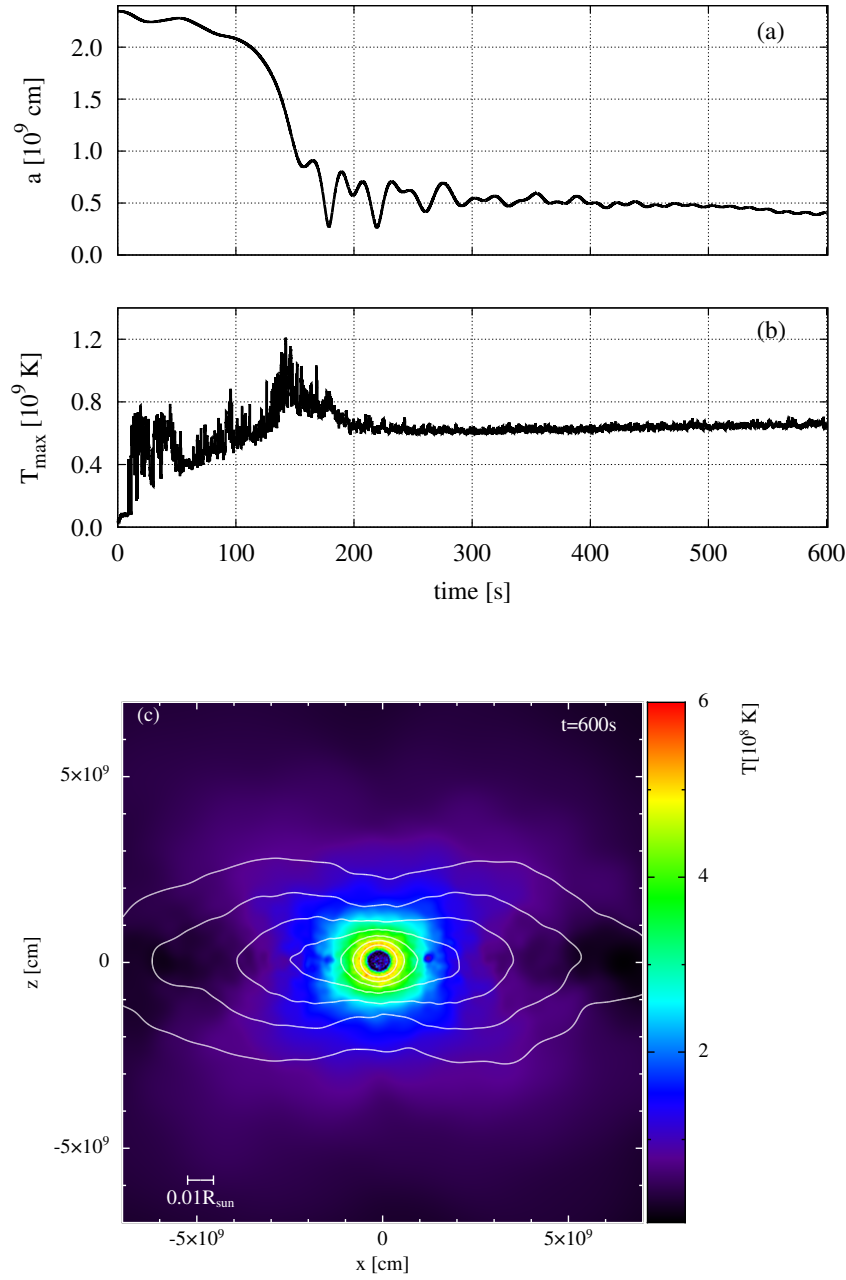 (a)
2.0
1.5
1.0
0.5
0.0
a [10⁹ cm]
(b)
1.2
0.8
0.4
0.0
T_max [10⁹ K]
0 100 200 300 400 500 600
time [s]
(c)
t=600s
6
4
2
T[10⁸ K]
5×10⁹
0
-5×10⁹
z [cm]
0.01R_sun
-5×10⁹ 0 5×10⁹
x [cm]